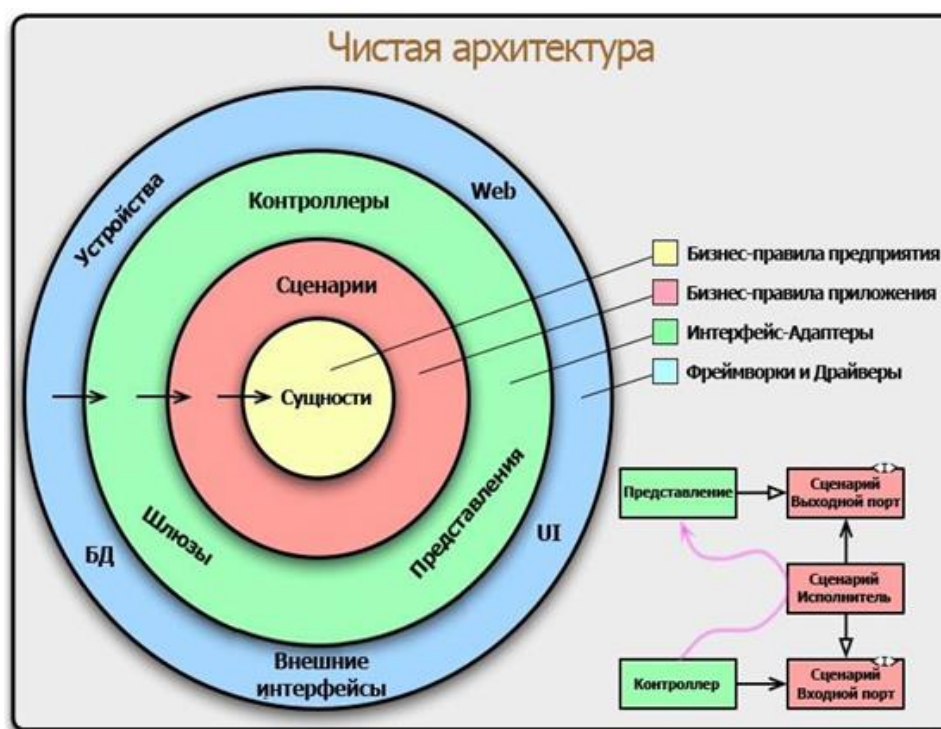 Чистая архитектура
Устройства
Web
Контроллеры
Сценарии
Сущности
Шлюзы
Представления
БД
UI
Внешние
интерфейсы
Бизнес-правила предприятия
Бизнес-правила приложения
Интерфейс-Адаптеры
Фреймворки и Драйверы
Представление
<I>
Сценарий
Выходной порт
Сценарий
Исполнитель
Контроллер
<I>
Сценарий
Входной порт